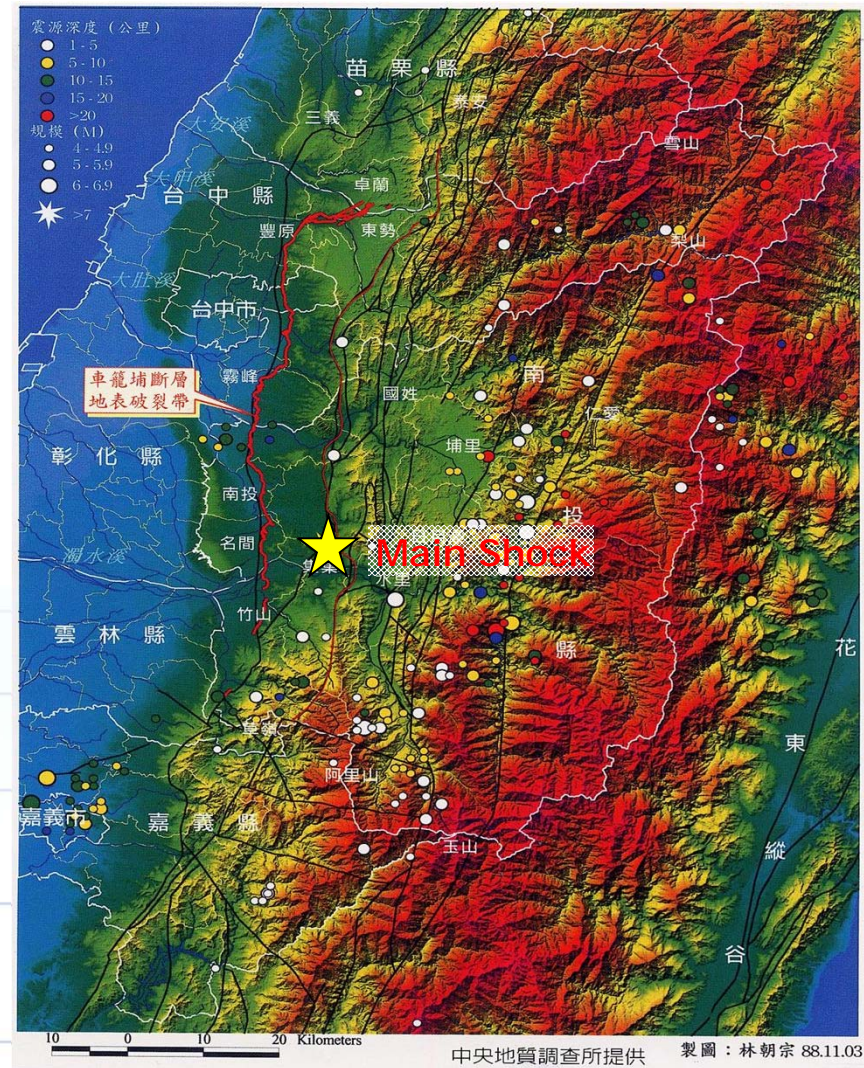 震源深度 (公里)
1 - 5
5 - 10
10 - 15
15 - 20
>20
規模 (M)
4 - 4.9
5 - 5.9
6 - 6.9
>7
苗栗縣
泰安
三義
大安溪
雪山
大甲溪
卓蘭
台中縣
豐原
東勢
梨山
大肚溪
台中市
車籠埔斷層
地表破裂帶
霧峰
南
國姓
仁愛
彰化縣
埔里
南投
投
名間
Main Shock
濁水溪
水里
竹山
雲林縣
縣
花
草嶺
東
阿里山
嘉義市
嘉義縣
玉山
縱
谷
10 0 10 20 Kilometers
中央地質調查所提供
製圖：林朝宗 88.11.03